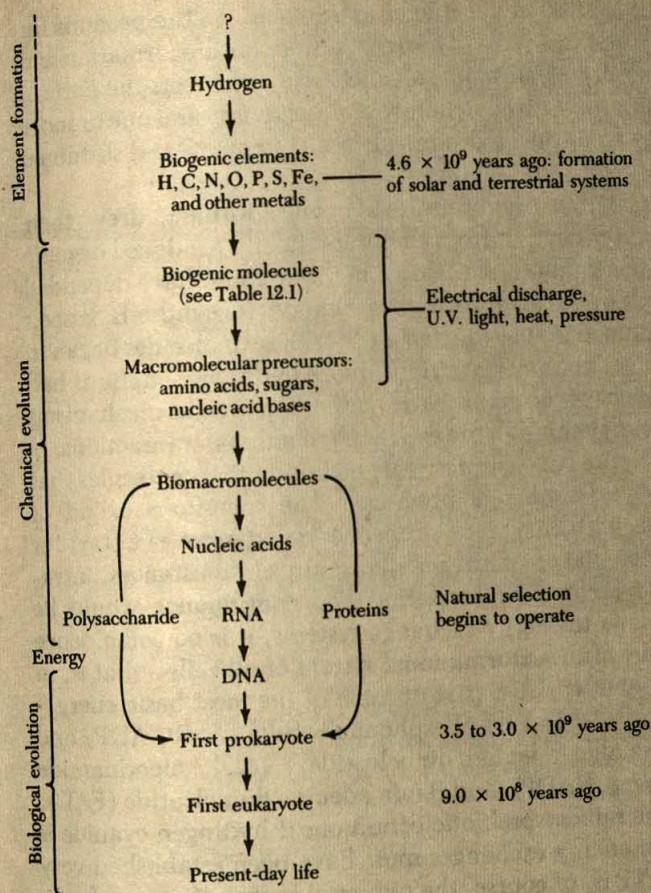 ?
Hydrogen
Element formation
Biogenic elements:
H, C, N, O, P, S, Fe,
and other metals
4.6 × 10⁹ years ago: formation
of solar and terrestrial systems
Biogenic molecules
(see Table 12.1)
Electrical discharge,
U.V. light, heat, pressure
Macromolecular precursors:
amino acids, sugars,
nucleic acid bases
Chemical evolution
Biomacromolecules
Nucleic acids
Polysaccharide
RNA
Proteins
Natural selection
begins to operate
Energy
DNA
Biological evolution
First prokaryote
3.5 to 3.0 × 10⁹ years ago
First eukaryote
9.0 × 10⁸ years ago
Present-day life